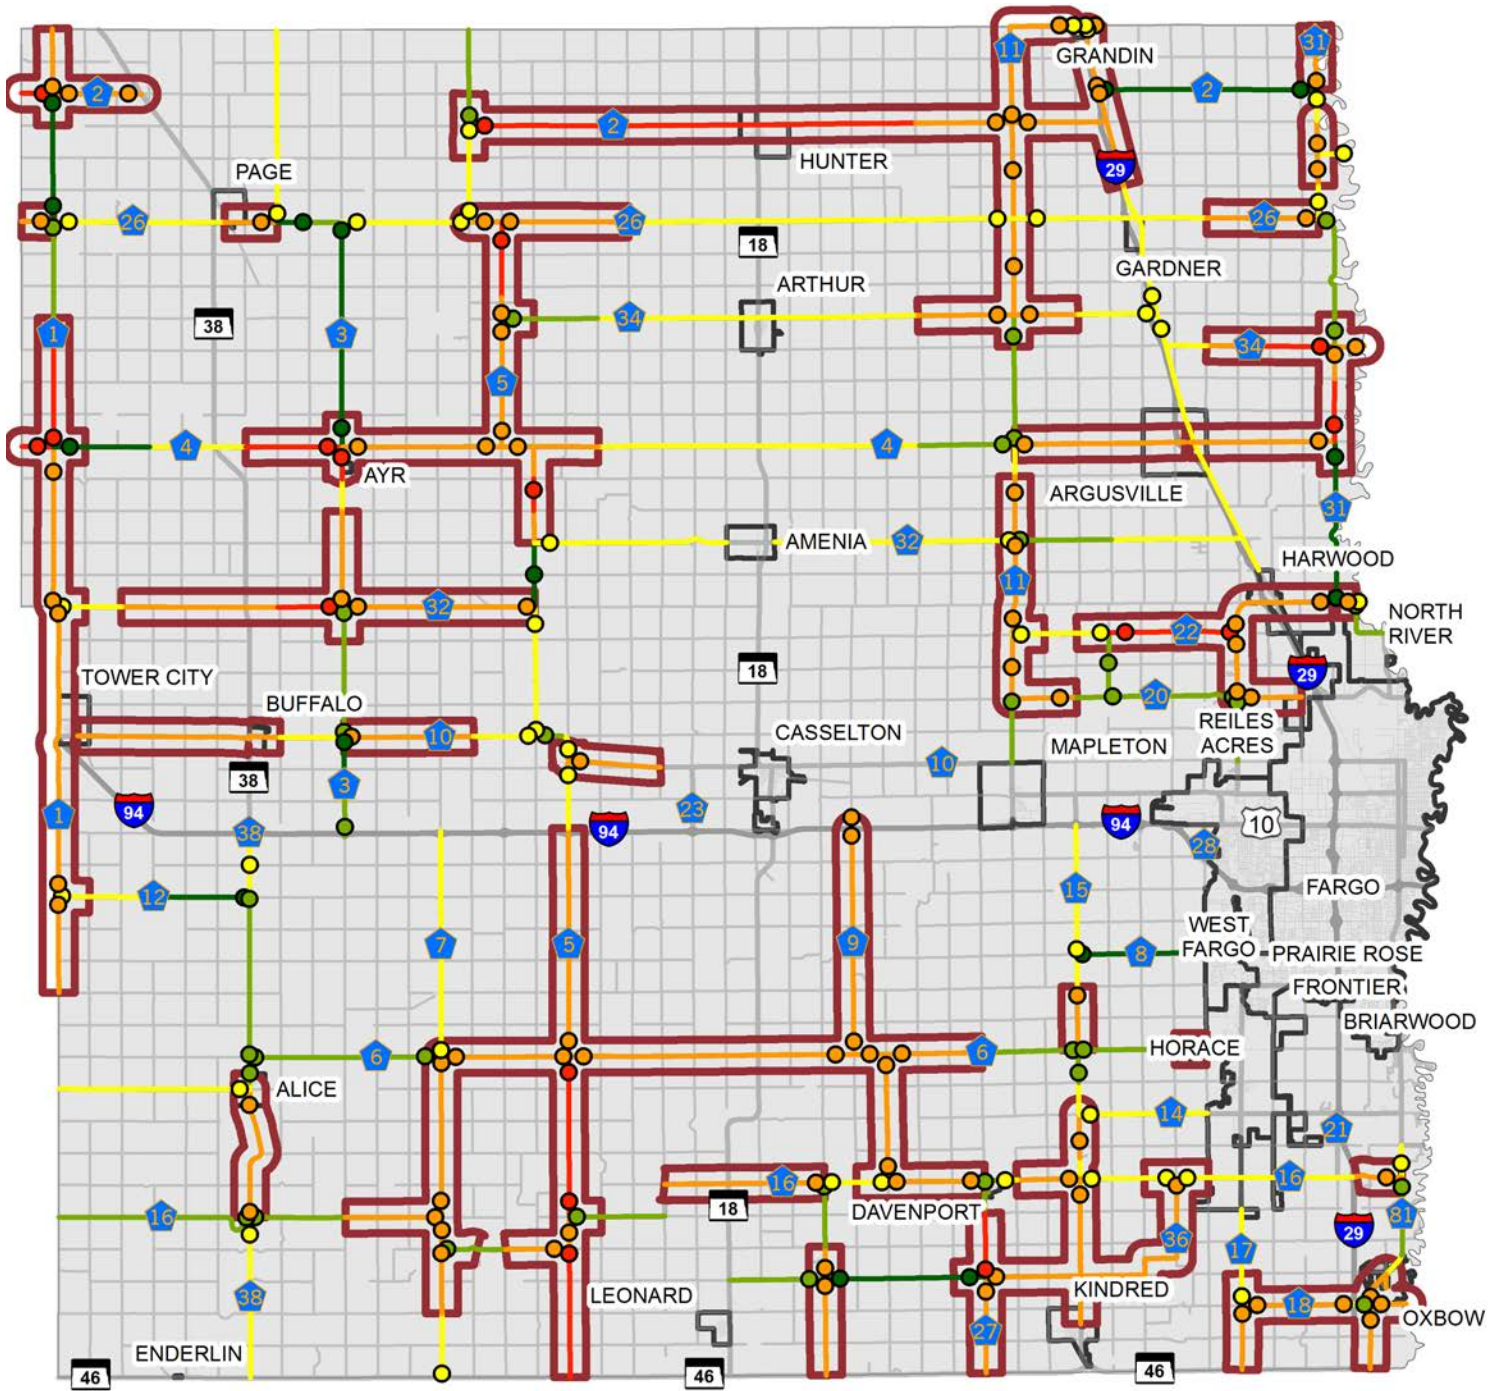 31
11
GRANDIN
2
2
2
HUNTER
PAGE
29
26
26
26
18
GARDNER
ARTHUR
34
38
1
3
34
5
4
4
AYR
ARGUSVILLE
31
AMENIA
32
HARWOOD
11
32
NORTH
RIVER
22
18
29
TOWER CITY
BUFFALO
20
REILES
ACRES
10
CASSELTON
MAPLETON
10
38
3
23
1
94
38
94
94
10
28
FARGO
15
12
WEST
FARGO
7
5
9
8
PRAIRIE ROSE
FRONTIER
BRIARWOOD
6
6
HORACE
ALICE
14
21
16
16
18
DAVENPORT
16
81
29
36
17
KINDRED
38
LEONARD
18
OXBOW
27
ENDERLIN
46
46
46